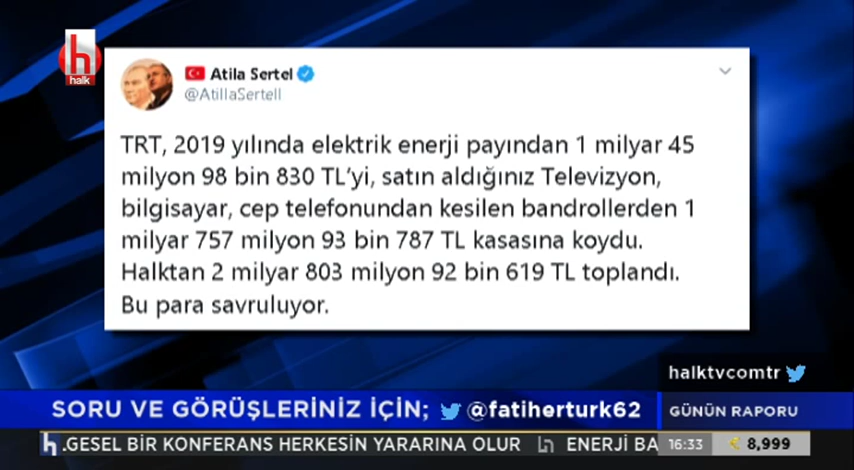 h
halk
Atila Sertel
@AtillaSertell
TRT, 2019 yılında elektrik enerji payından 1 milyar 45
milyon 98 bin 830 TL'yi, satın aldığınız Televizyon,
bilgisayar, cep telefonundan kesilen bandrollerden 1
milyar 757 milyon 93 bin 787 TL kasasına koydu.
Halktan 2 milyar 803 milyon 92 bin 619 TL toplandı.
Bu para savruluyor.
halktvcomtr
SORU VE GÖRÜŞLERİNİZ İÇİN; @fatiherturk62
GÜNÜN RAPORU
h .GESEL BİR KONFERANS HERKESİN YARARINA OLUR h ENERJİ BA 16:33 € 8,999